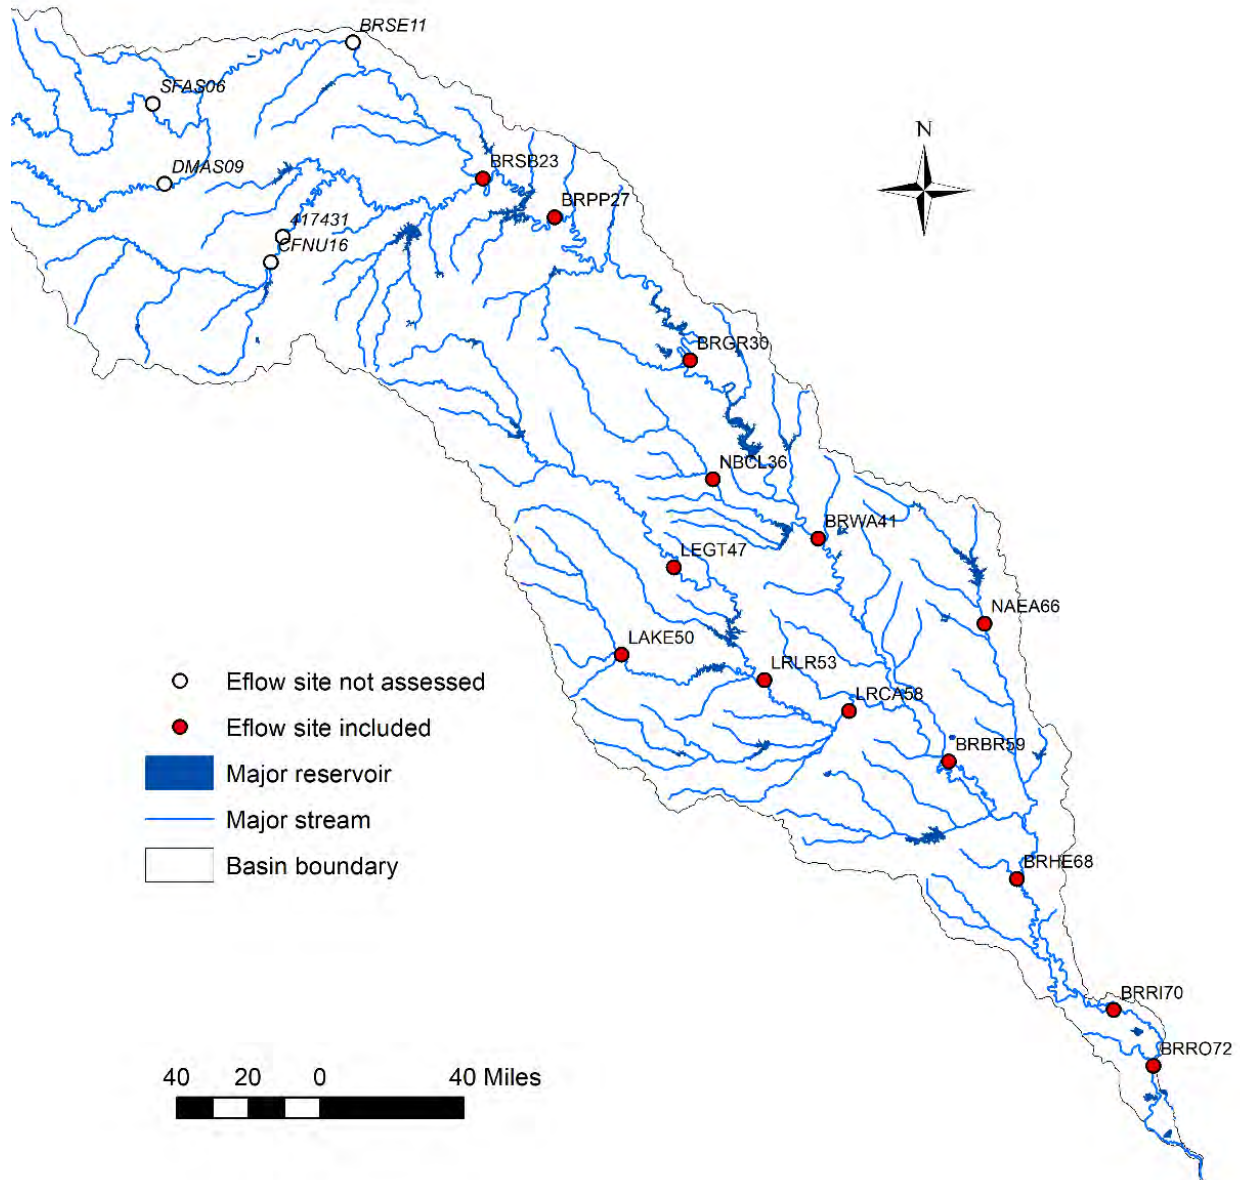 BRSE11
SFAS06
N
BRSB23
DMAS09
BRPP27
417431
CFNU16
BRGR30
NBCL36
BRWA41
LEGT47
NAEA66
LAKE50
LRLR53
Eflow site not assessed
LRCA58
Eflow site included
BRBR59
Major reservoir
Major stream
Basin boundary
BRHE68
BRRI70
BRRO72
40 20 0 40 Miles